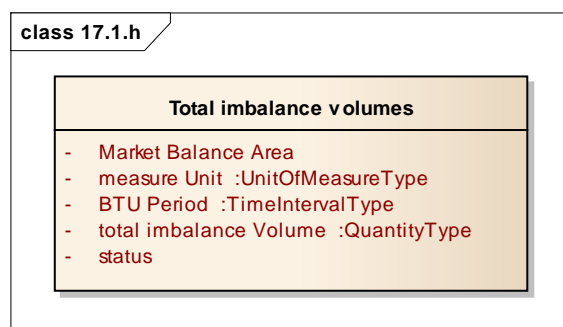 class 17.1.h
Total imbalance volumes
- Market Balance Area
- measure Unit :UnitOfMeasureType
- BTU Period :TimeIntervalType
- total imbalance Volume :QuantityType
- status